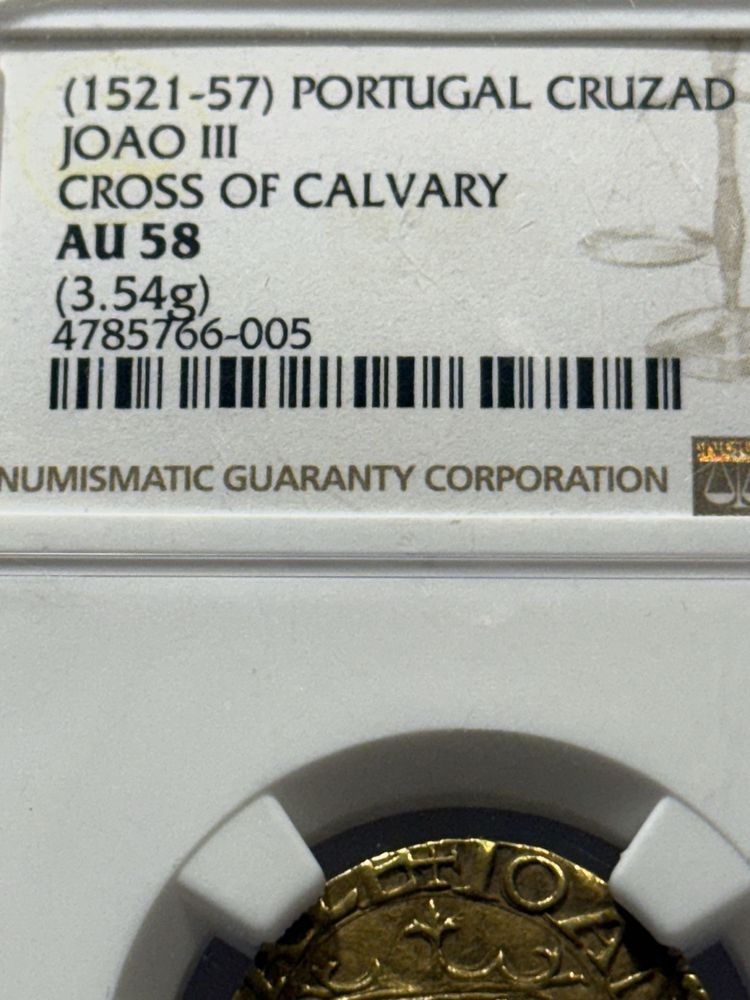 (1521-57) PORTUGAL CRUZAD
JOAO III
CROSS OF CALVARY
AU 58
(3.54g)
4785766-005
NUMISMATIC GUARANTY CORPORATION
IOA